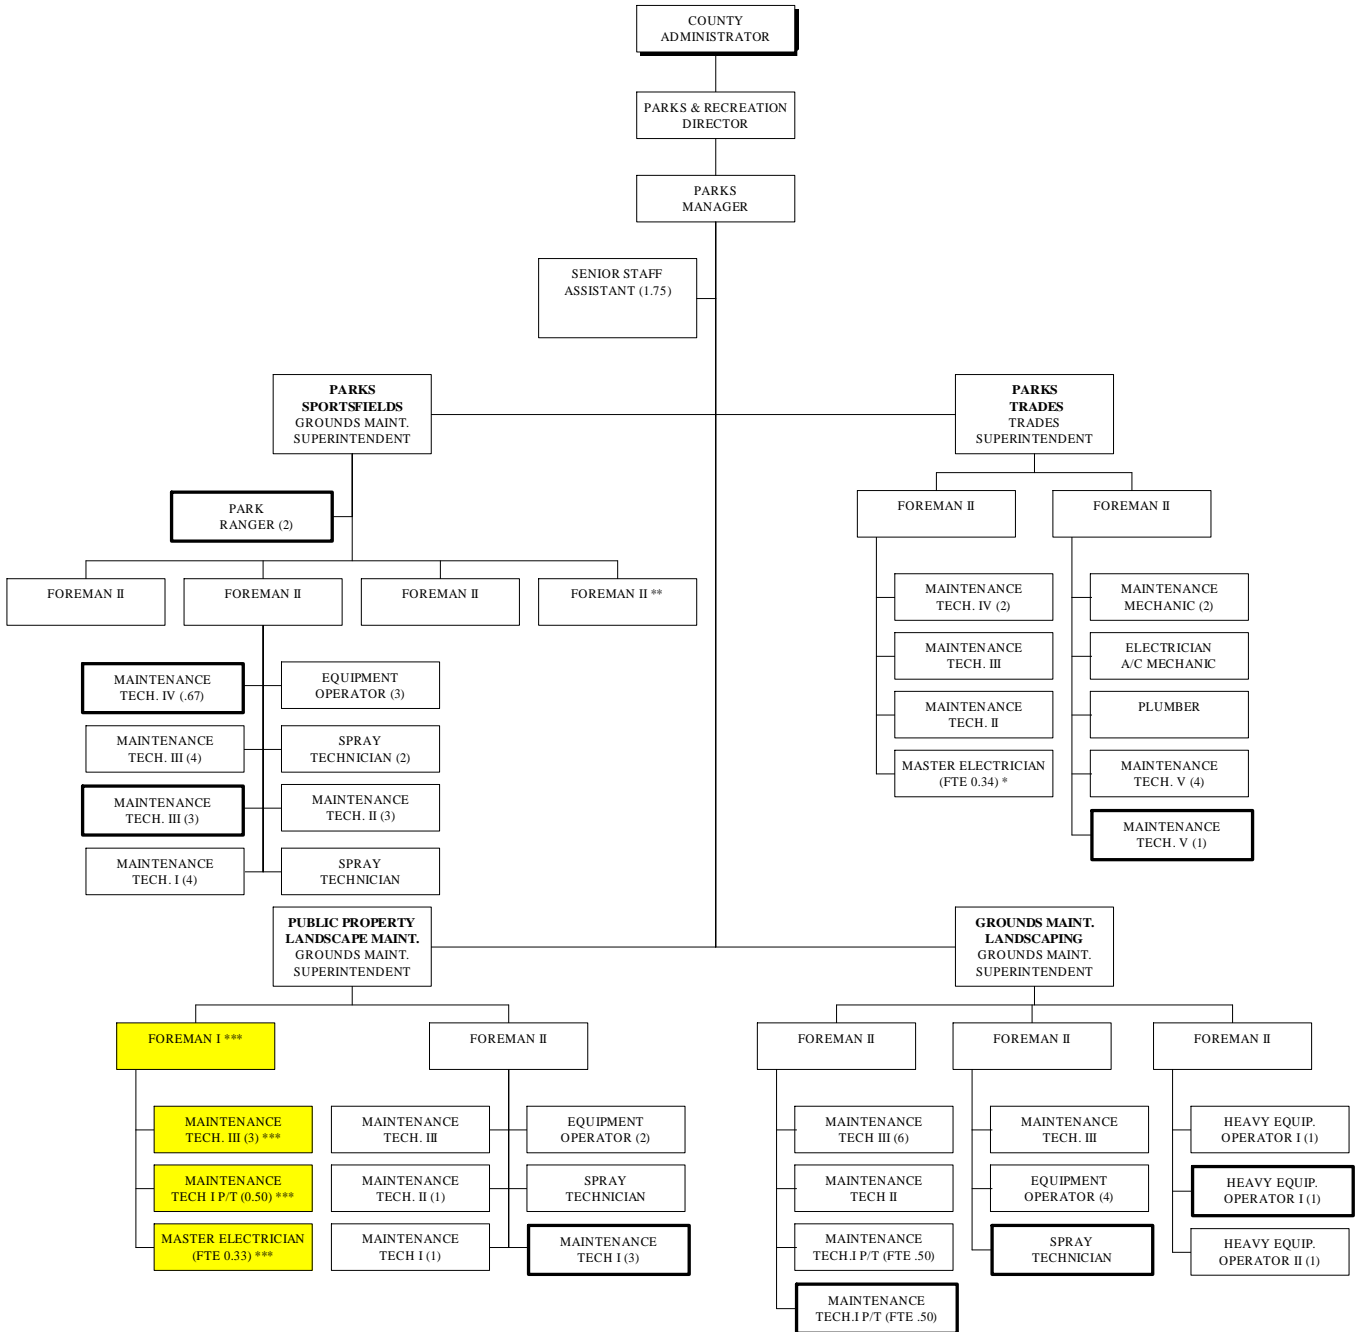 COUNTY
ADMINISTRATOR
PARKS & RECREATION
DIRECTOR
PARKS
MANAGER
SENIOR STAFF
ASSISTANT (1.75)
PARKS
SPORTSFIELDS
GROUNDS MAINT.
SUPERINTENDENT
PARKS
TRADES
TRADES
SUPERINTENDENT
PARK
RANGER (2)
FOREMAN II
FOREMAN II
FOREMAN II
FOREMAN II **
MAINTENANCE
TECH. IV (.67)
EQUIPMENT
OPERATOR (3)
MAINTENANCE
TECH. III (4)
SPRAY
TECHNICIAN (2)
MAINTENANCE
TECH. III (3)
MAINTENANCE
TECH. II (3)
MAINTENANCE
TECH. I (4)
SPRAY
TECHNICIAN
FOREMAN II
FOREMAN II
MAINTENANCE
TECH. IV (2)
MAINTENANCE
MECHANIC (2)
MAINTENANCE
TECH. III
ELECTRICIAN
A/C MECHANIC
MAINTENANCE
TECH. II
PLUMBER
MASTER ELECTRICIAN
(FTE 0.34) *
MAINTENANCE
TECH. V (4)
MAINTENANCE
TECH. V (1)
PUBLIC PROPERTY
LANDSCAPE MAINT.
GROUNDS MAINT.
SUPERINTENDENT
GROUNDS MAINT.
LANDSCAPING
GROUNDS MAINT.
SUPERINTENDENT
FOREMAN I ***
FOREMAN II
MAINTENANCE
TECH. III (3) ***
MAINTENANCE
TECH I P/T (0.50) ***
MASTER ELECTRICIAN
(FTE 0.33) ***
MAINTENANCE
TECH. III
EQUIPMENT
OPERATOR (2)
MAINTENANCE
TECH. II (1)
SPRAY
TECHNICIAN
MAINTENANCE
TECH I (1)
MAINTENANCE
TECH I (3)
FOREMAN II
FOREMAN II
FOREMAN II
MAINTENANCE
TECH III (6)
MAINTENANCE
TECH II
MAINTENANCE
TECH.I P/T (FTE .50)
MAINTENANCE
TECH.I P/T (FTE .50)
MAINTENANCE
TECH. III
EQUIPMENT
OPERATOR (4)
SPRAY
TECHNICIAN
HEAVY EQUIP.
OPERATOR I (1)
HEAVY EQUIP.
OPERATOR I (1)
HEAVY EQUIP.
OPERATOR II (1)